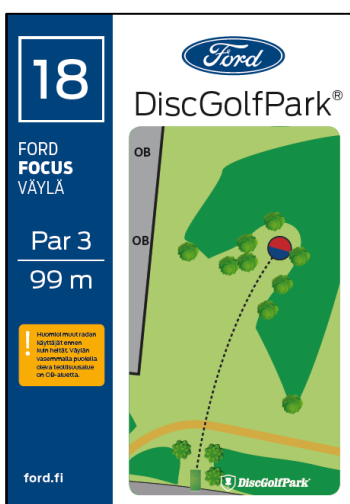 18
Ford
DiscGolfPark®
FORD
FOCUS
VÄYLÄ
Par 3
99 m
!
Huomioi muut radan
käyttäjät ennen
kuin heität. Väylän
vasemmalla puolella
oleva teollisuusalue
on OB-aluetta.
ford.fi
OB
OB
DiscGolfPark